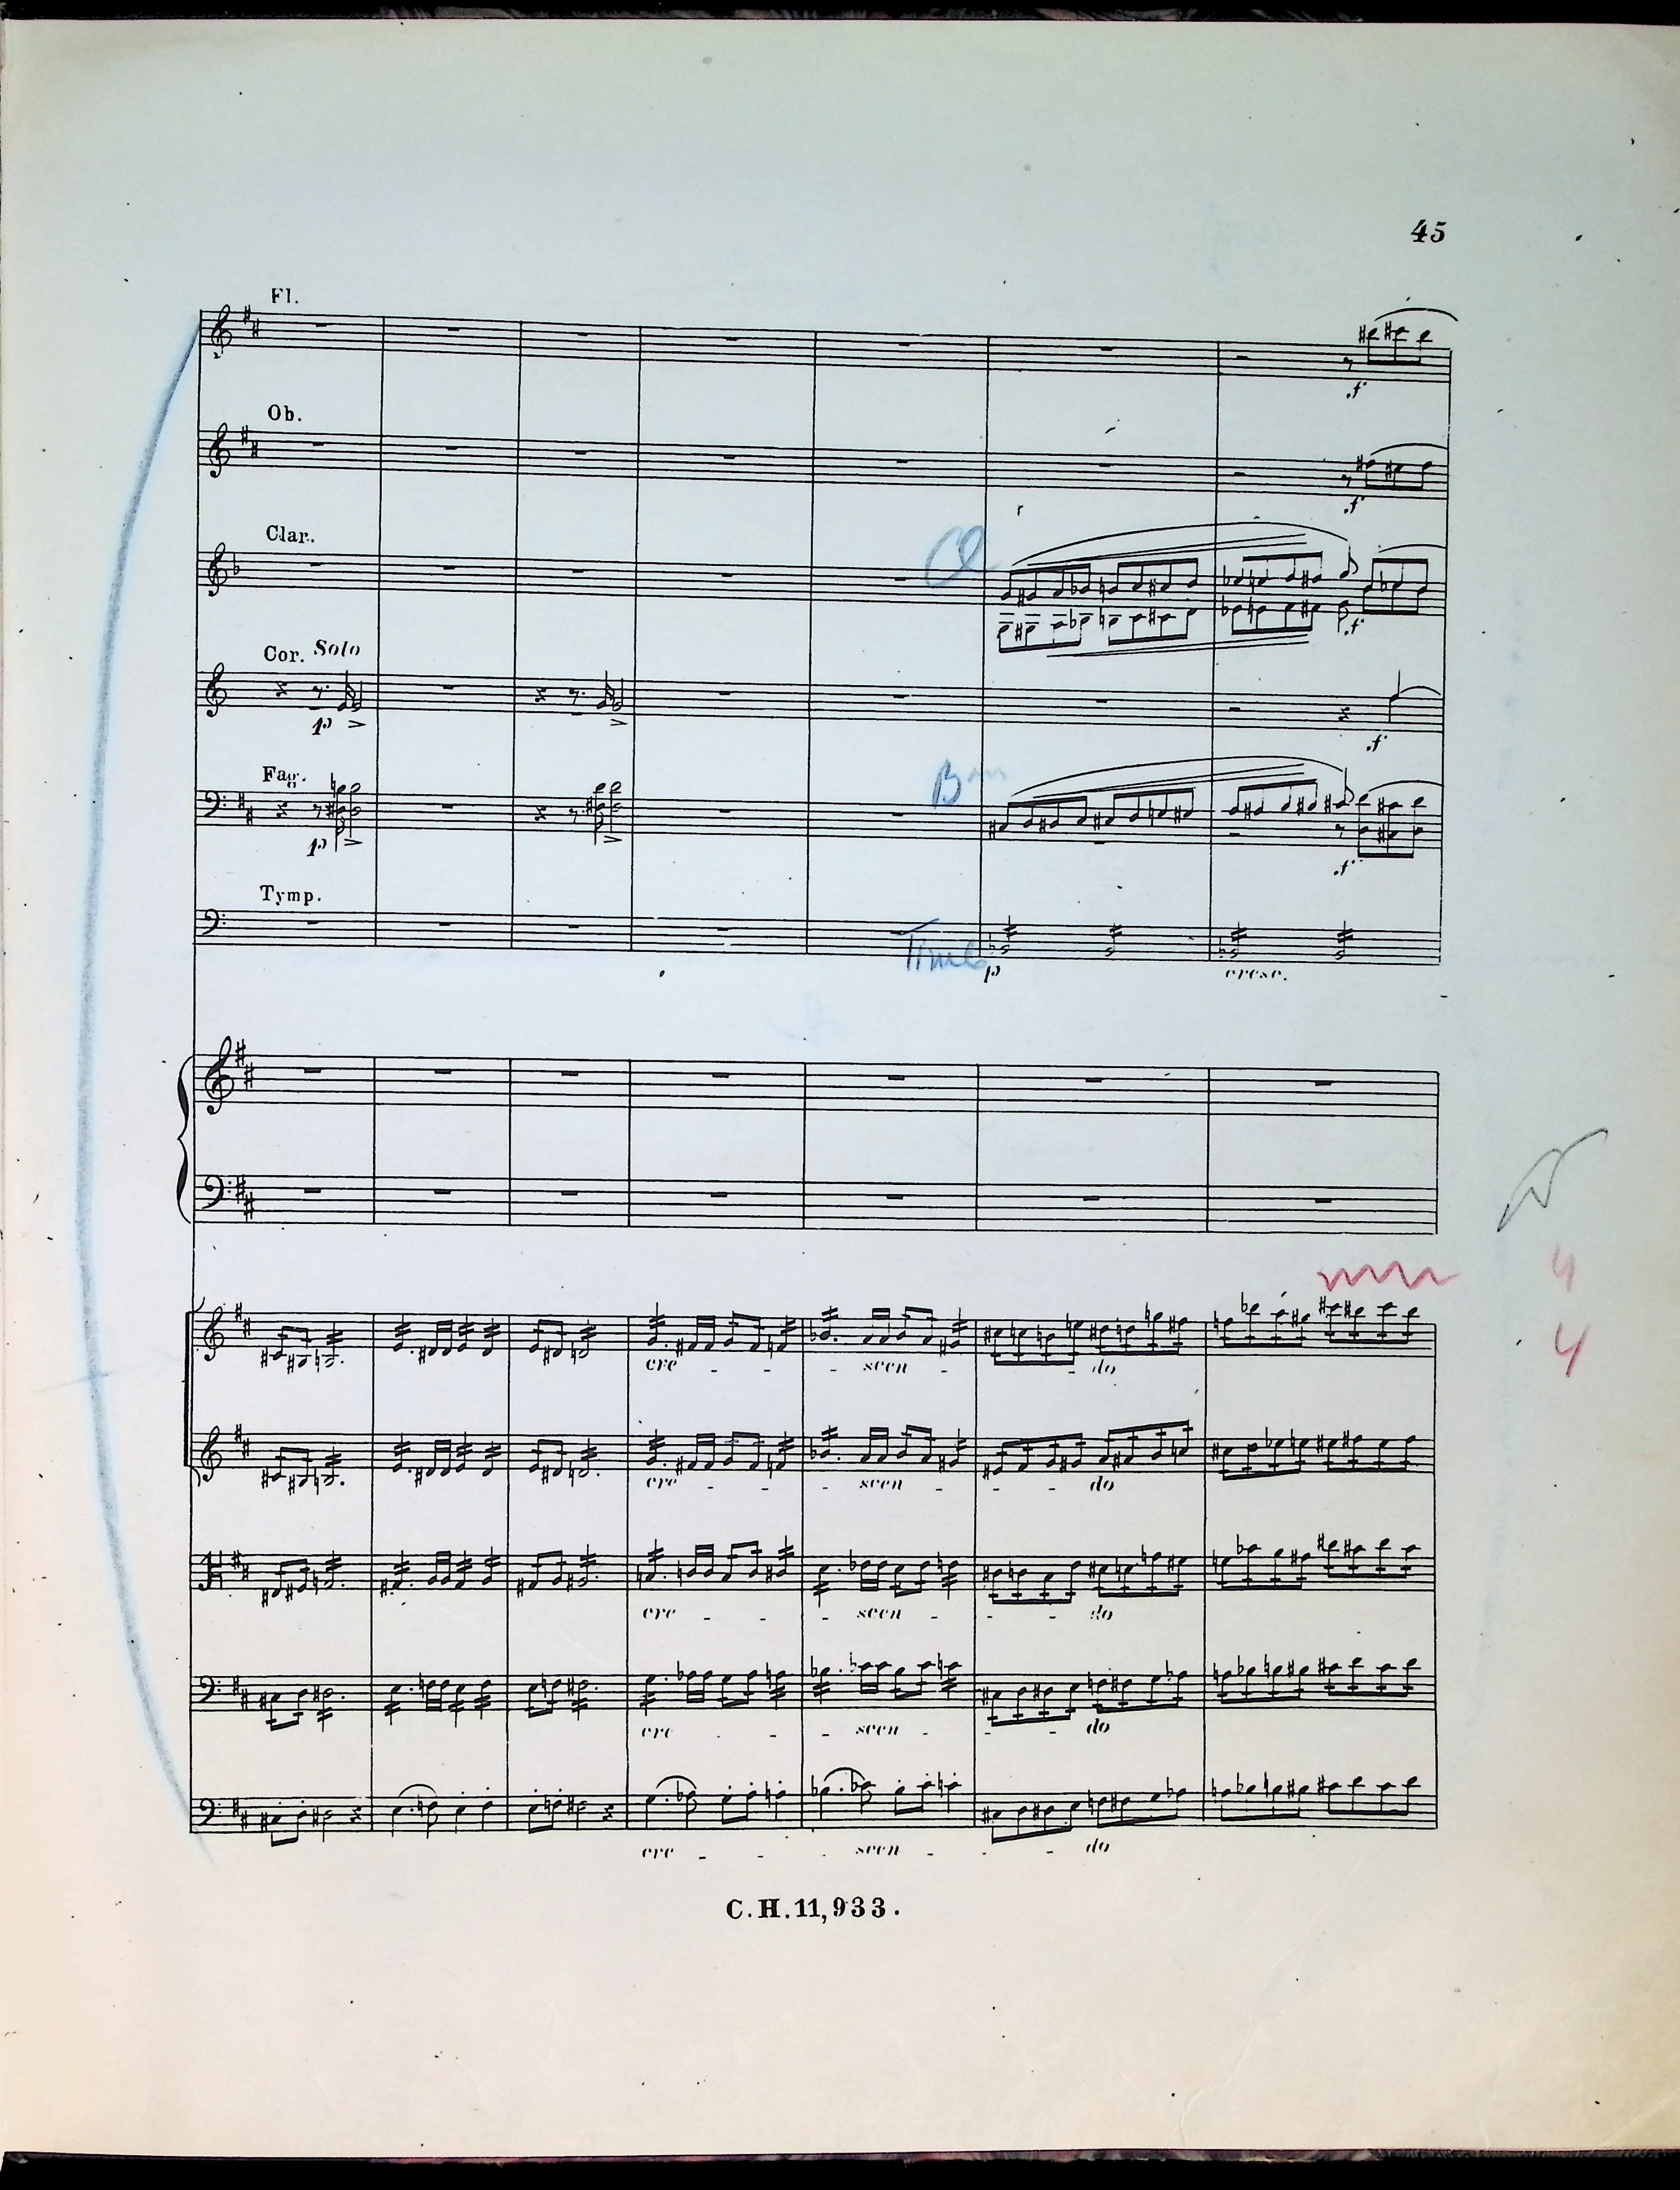 45
Fl.
Ob.
Clar.
Cl
Cor. Solo
p
f
Fag.
Bn
p
f
Tymp.
Timp
p cresc.
4
4
cre - - - scen - - - do
cre - - - scen - - - do
cre - - - scen - - - do
cre - - - scen - - - do
cre - - - scen - - - do
C. H. 11,933.